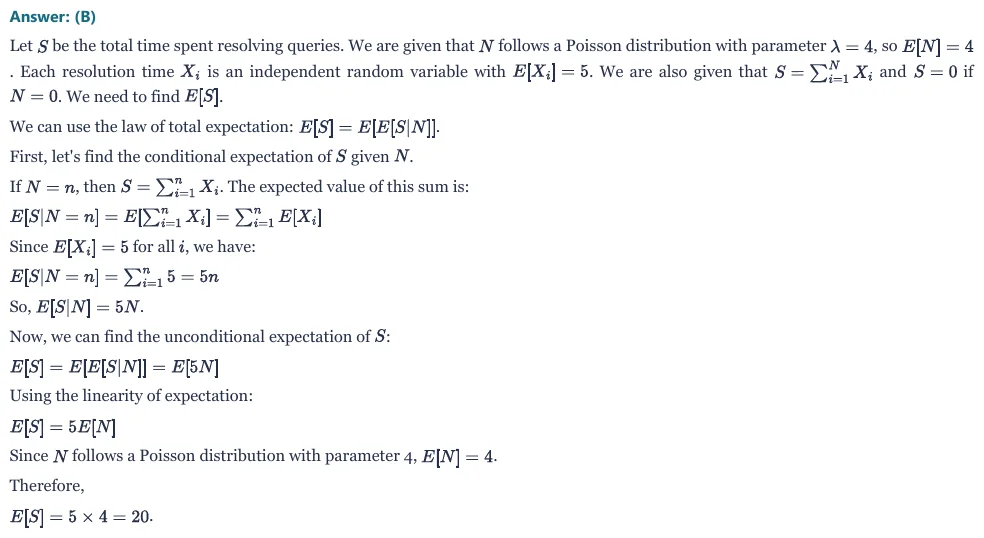 Answer: (B)
Let S be the total time spent resolving queries. We are given that N follows a Poisson distribution with parameter λ = 4, so E[N] = 4
. Each resolution time X_i is an independent random variable with E[X_i] = 5. We are also given that S = ∑_{i=1}^{N} X_i and S = 0 if
N = 0. We need to find E[S].
We can use the law of total expectation: E[S] = E[E[S|N]].
First, let's find the conditional expectation of S given N.
If N = n, then S = ∑_{i=1}^{n} X_i. The expected value of this sum is:
E[S|N = n] = E[∑_{i=1}^{n} X_i] = ∑_{i=1}^{n} E[X_i]
Since E[X_i] = 5 for all i, we have:
E[S|N = n] = ∑_{i=1}^{n} 5 = 5n
So, E[S|N] = 5N.
Now, we can find the unconditional expectation of S:
E[S] = E[E[S|N]] = E[5N]
Using the linearity of expectation:
E[S] = 5E[N]
Since N follows a Poisson distribution with parameter 4, E[N] = 4.
Therefore,
E[S] = 5 × 4 = 20.